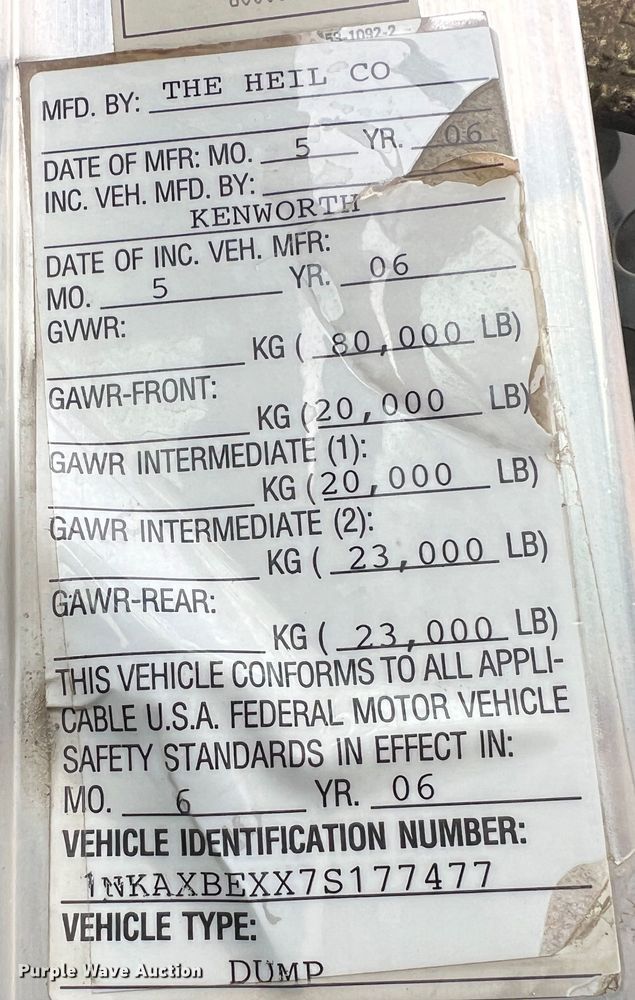 59-1092-2
MFD. BY: THE HEIL CO
DATE OF MFR: MO. 5 YR. 06
INC. VEH. MFD. BY:
KENWORTH
DATE OF INC. VEH. MFR:
MO. 5 YR. 06
GVWR:
KG ( 80,000 LB)
GAWR-FRONT:
KG (20,000 LB)
GAWR INTERMEDIATE (1):
KG (20,000 LB)
GAWR INTERMEDIATE (2):
KG ( 23,000 LB)
GAWR-REAR:
KG ( 23,000 LB)
THIS VEHICLE CONFORMS TO ALL APPLI-
CABLE U.S.A. FEDERAL MOTOR VEHICLE
SAFETY STANDARDS IN EFFECT IN:
MO. 6 YR. 06
VEHICLE IDENTIFICATION NUMBER:
1NKAXBEXX7S177477
VEHICLE TYPE:
DUMP
Purple Wave Auction